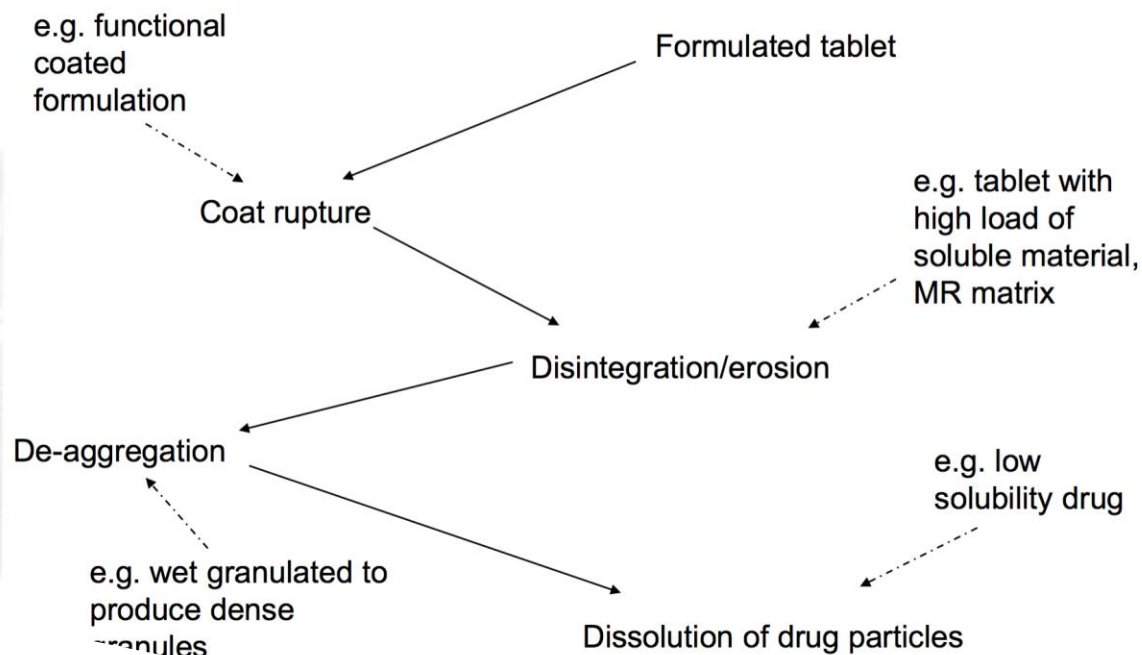 e.g. functional
coated
formulation
Formulated tablet
Coat rupture
e.g. tablet with
high load of
soluble material,
MR matrix
Disintegration/erosion
De-aggregation
e.g. low
solubility drug
e.g. wet granulated to
produce dense
granules
Dissolution of drug particles